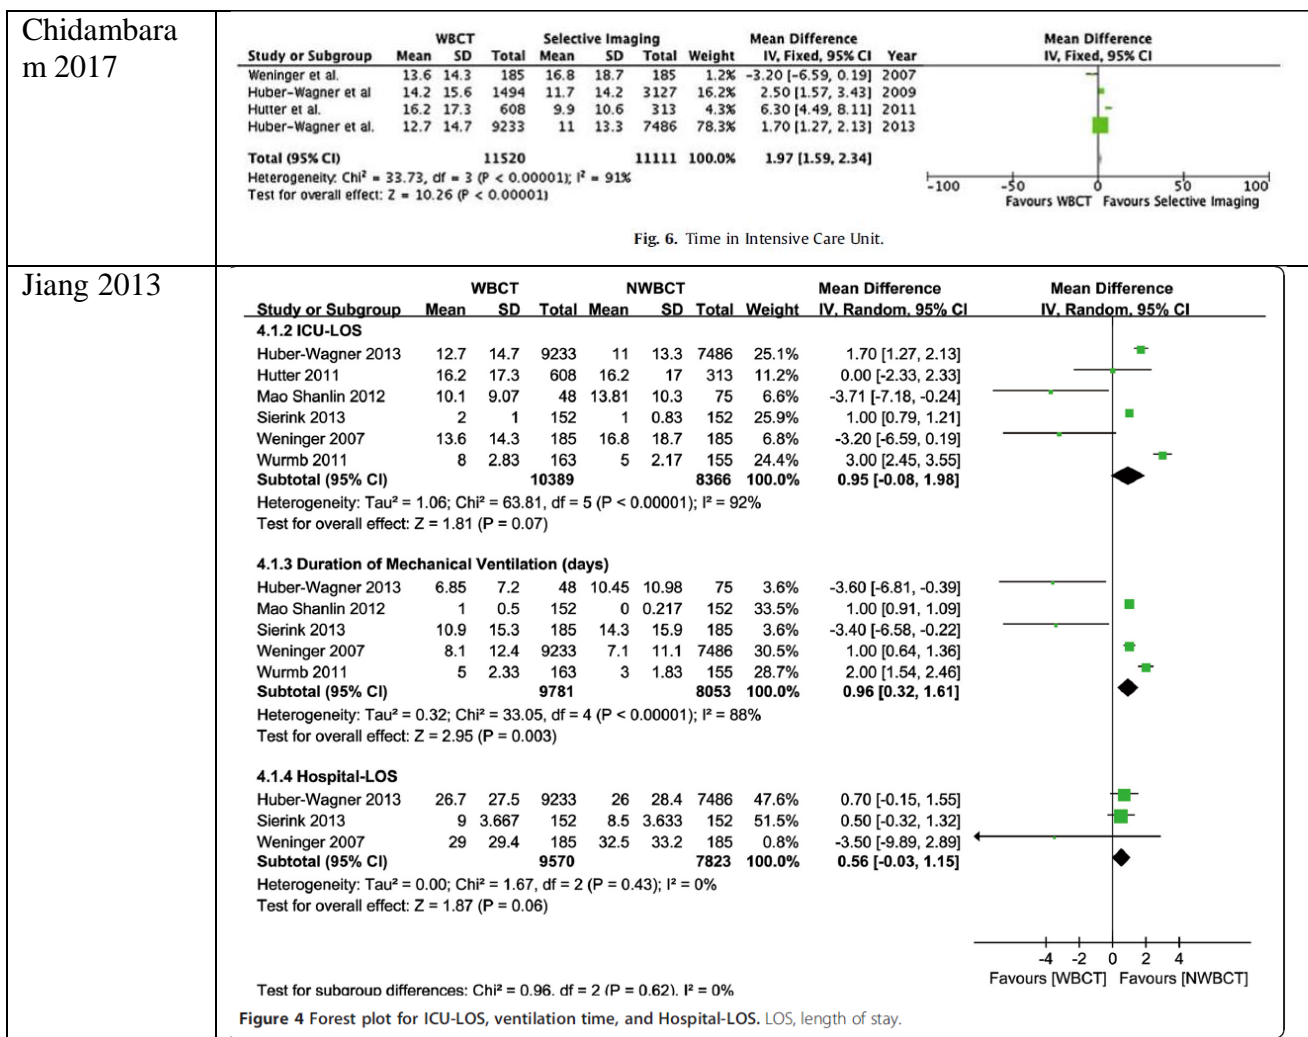 Chidambara
m 2017
WBCT Selective Imaging Mean Difference Mean Difference
Study or Subgroup Mean SD Total Mean SD Total Weight IV, Fixed, 95% CI Year IV, Fixed, 95% CI
Weninger et al. 13.6 14.3 185 16.8 18.7 185 1.2% -3.20 [-6.59, 0.19] 2007
Huber-Wagner et al 14.2 15.6 1494 11.7 14.2 3127 16.2% 2.50 [1.57, 3.43] 2009
Hutter et al. 16.2 17.3 608 9.9 10.6 313 4.3% 6.30 [4.49, 8.11] 2011
Huber-Wagner et al. 12.7 14.7 9233 11 13.3 7486 78.3% 1.70 [1.27, 2.13] 2013
Total (95% CI) 11520 11111 100.0% 1.97 [1.59, 2.34]
Heterogeneity: Chi² = 33.73, df = 3 (P < 0.00001); I² = 91%
Test for overall effect: Z = 10.26 (P < 0.00001)
-100 -50 0 50 100
Favours WBCT Favours Selective Imaging
Fig. 6. Time in Intensive Care Unit.
Jiang 2013
WBCT NWBCT Mean Difference Mean Difference
Study or Subgroup Mean SD Total Mean SD Total Weight IV, Random, 95% CI IV, Random, 95% CI
4.1.2 ICU-LOS
Huber-Wagner 2013 12.7 14.7 9233 11 13.3 7486 25.1% 1.70 [1.27, 2.13]
Hutter 2011 16.2 17.3 608 16.2 17 313 11.2% 0.00 [-2.33, 2.33]
Mao Shanlin 2012 10.1 9.07 48 13.81 10.3 75 6.6% -3.71 [-7.18, -0.24]
Sierink 2013 2 1 152 1 0.83 152 25.9% 1.00 [0.79, 1.21]
Weninger 2007 13.6 14.3 185 16.8 18.7 185 6.8% -3.20 [-6.59, 0.19]
Wurmb 2011 8 2.83 163 5 2.17 155 24.4% 3.00 [2.45, 3.55]
Subtotal (95% CI) 10389 8366 100.0% 0.95 [-0.08, 1.98]
Heterogeneity: Tau² = 1.06; Chi² = 63.81, df = 5 (P < 0.00001); I² = 92%
Test for overall effect: Z = 1.81 (P = 0.07)
4.1.3 Duration of Mechanical Ventilation (days)
Huber-Wagner 2013 6.85 7.2 48 10.45 10.98 75 3.6% -3.60 [-6.81, -0.39]
Mao Shanlin 2012 1 0.5 152 0 0.217 152 33.5% 1.00 [0.91, 1.09]
Sierink 2013 10.9 15.3 185 14.3 15.9 185 3.6% -3.40 [-6.58, -0.22]
Weninger 2007 8.1 12.4 9233 7.1 11.1 7486 30.5% 1.00 [0.64, 1.36]
Wurmb 2011 5 2.33 163 3 1.83 155 28.7% 2.00 [1.54, 2.46]
Subtotal (95% CI) 9781 8053 100.0% 0.96 [0.32, 1.61]
Heterogeneity: Tau² = 0.32; Chi² = 33.05, df = 4 (P < 0.00001); I² = 88%
Test for overall effect: Z = 2.95 (P = 0.003)
4.1.4 Hospital-LOS
Huber-Wagner 2013 26.7 27.5 9233 26 28.4 7486 47.6% 0.70 [-0.15, 1.55]
Sierink 2013 9 3.667 152 8.5 3.633 152 51.5% 0.50 [-0.32, 1.32]
Weninger 2007 29 29.4 185 32.5 33.2 185 0.8% -3.50 [-9.89, 2.89]
Subtotal (95% CI) 9570 7823 100.0% 0.56 [-0.03, 1.15]
Heterogeneity: Tau² = 0.00; Chi² = 1.67, df = 2 (P = 0.43); I² = 0%
Test for overall effect: Z = 1.87 (P = 0.06)
-4 -2 0 2 4
Favours [WBCT] Favours [NWBCT]
Test for subgroup differences: Chi² = 0.96, df = 2 (P = 0.62), I² = 0%
Figure 4 Forest plot for ICU-LOS, ventilation time, and Hospital-LOS. LOS, length of stay.